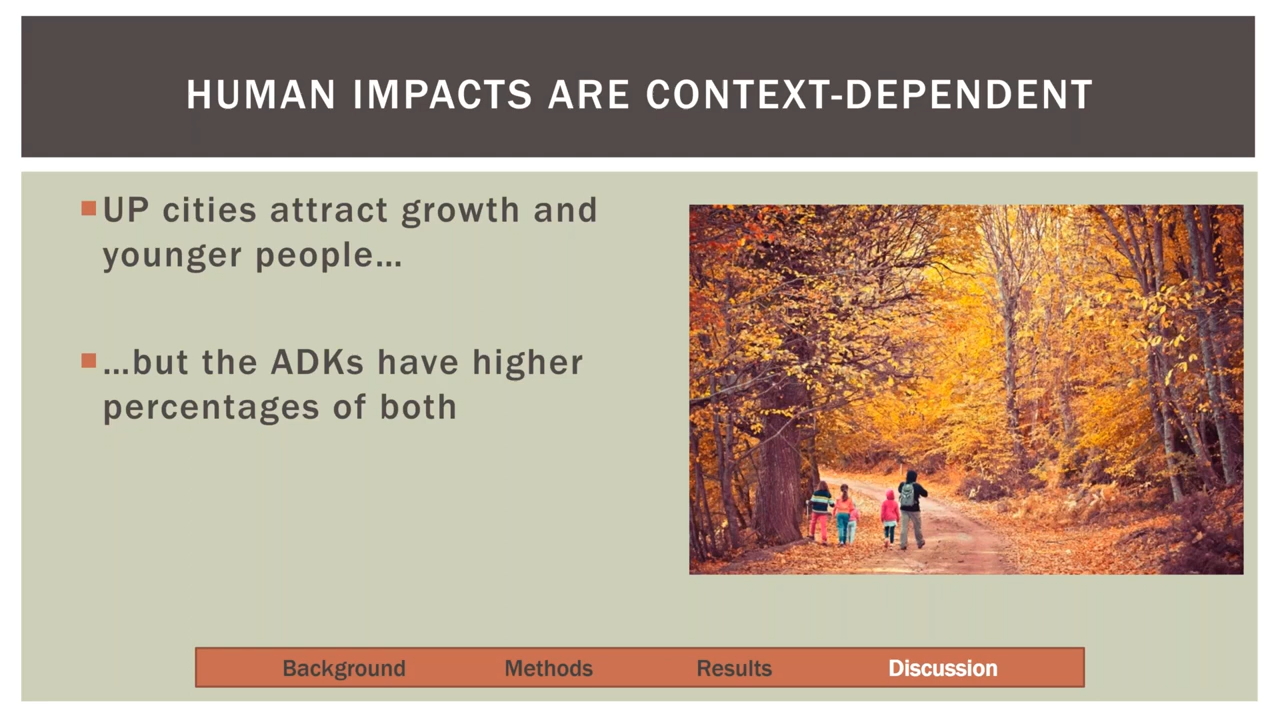 HUMAN IMPACTS ARE CONTEXT-DEPENDENT
UP cities attract growth and
younger people…
…but the ADKs have higher
percentages of both
Background Methods Results Discussion